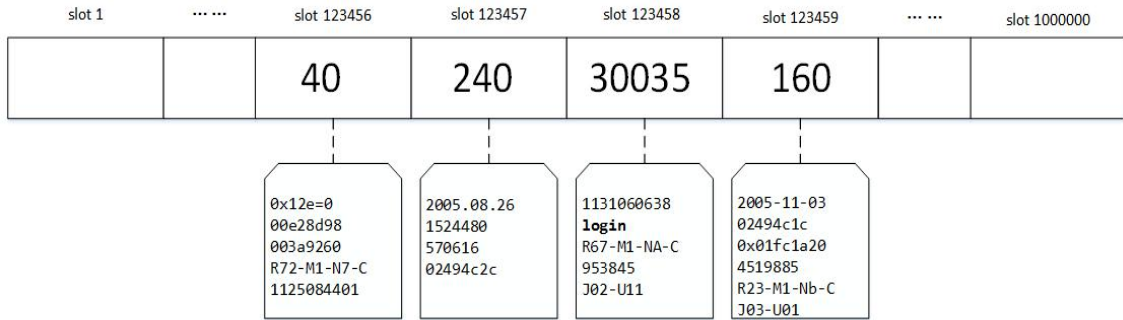 slot 1 ... ... slot 123456 slot 123457 slot 123458 slot 123459 ... ... slot 1000000
40 240 30035 160
0x12e=0
00e28d98
003a9260
R72-M1-N7-C
1125084401
2005.08.26
1524480
570616
02494c2c
1131060638
login
R67-M1-NA-C
953845
J02-U11
2005-11-03
02494c1c
0x01fc1a20
4519885
R23-M1-Nb-C
J03-U01